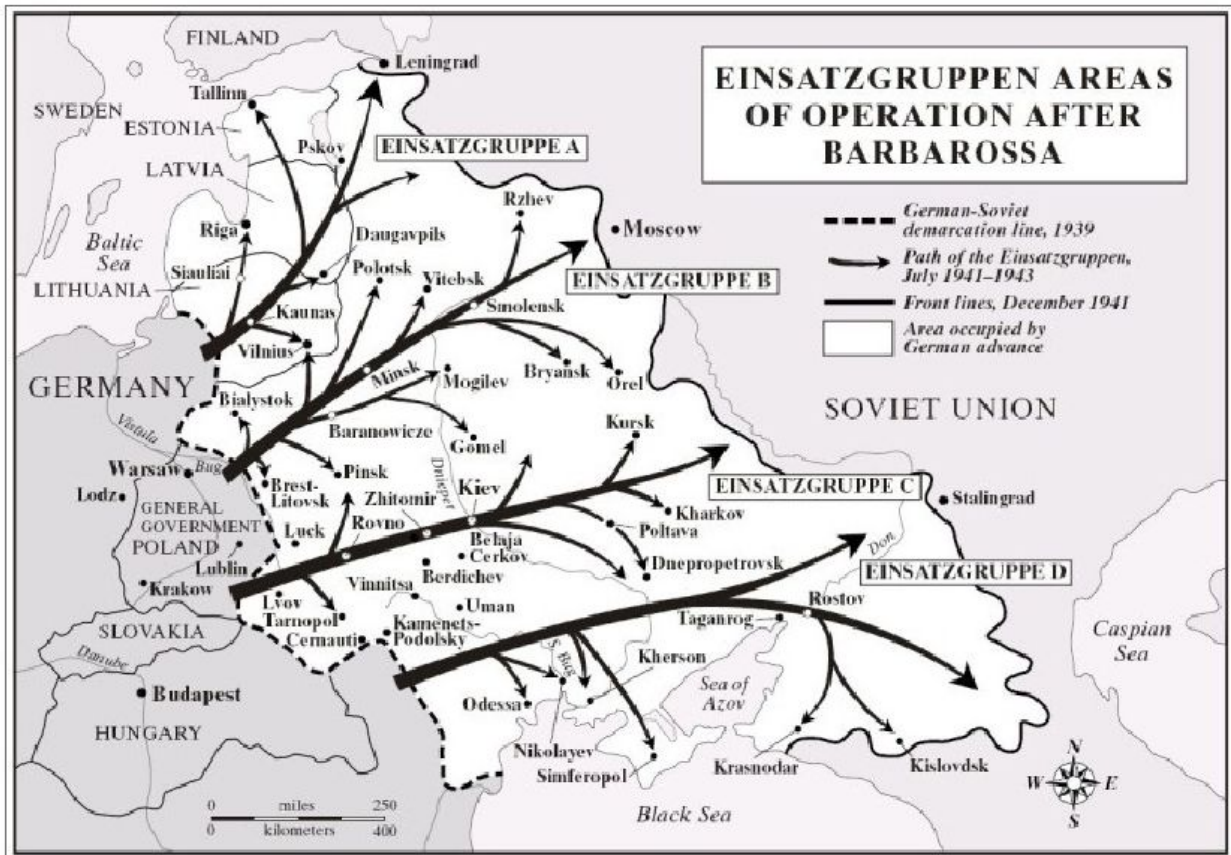 EINSATZGRUPPEN AREAS
OF OPERATION AFTER
BARBAROSSA
German-Soviet
demarcation line, 1939
Path of the Einsatzgruppen,
July 1941–1943
Front lines, December 1941
Area occupied by
German advance
FINLAND
Leningrad
SWEDEN
Tallinn
ESTONIA
Pskov
EINSATZGRUPPE A
LATVIA
Rzhev
Riga
Moscow
Baltic
Sea
Daugavpils
Siauliai
Polotsk
Vitebsk
EINSATZGRUPPE B
LITHUANIA
Kaunas
Smolensk
Vilnius
GERMANY
Minsk
Mogilev
Bryansk
Orel
Bialystok
SOVIET UNION
Vistula
Baranowicze
Gomel
Kursk
Warsaw
Bug
Pinsk
Dnieper
Lodz
Brest-
Litovsk
Zhitomir
Kiev
EINSATZGRUPPE C
Stalingrad
GENERAL
GOVERNMENT
POLAND
Luck
Rovno
Kharkov
Poltava
Lublin
Belaja
Cerkov
Don
Krakow
Berdichev
Dnepropetrovsk
EINSATZGRUPPE D
Vinnitsa
Lvov
Tarnopol
Uman
Rostov
SLOVAKIA
Cernauti
Kamenets-
Podolsky
Taganrog
Caspian
Sea
Danube
S. Bug
Kherson
Budapest
Sea of
Azov
Odessa
HUNGARY
Nikolayev
Simferopol
Krasnodar
Kislovdsk
N
W E
S
0 miles 250
0 kilometers 400
Black Sea